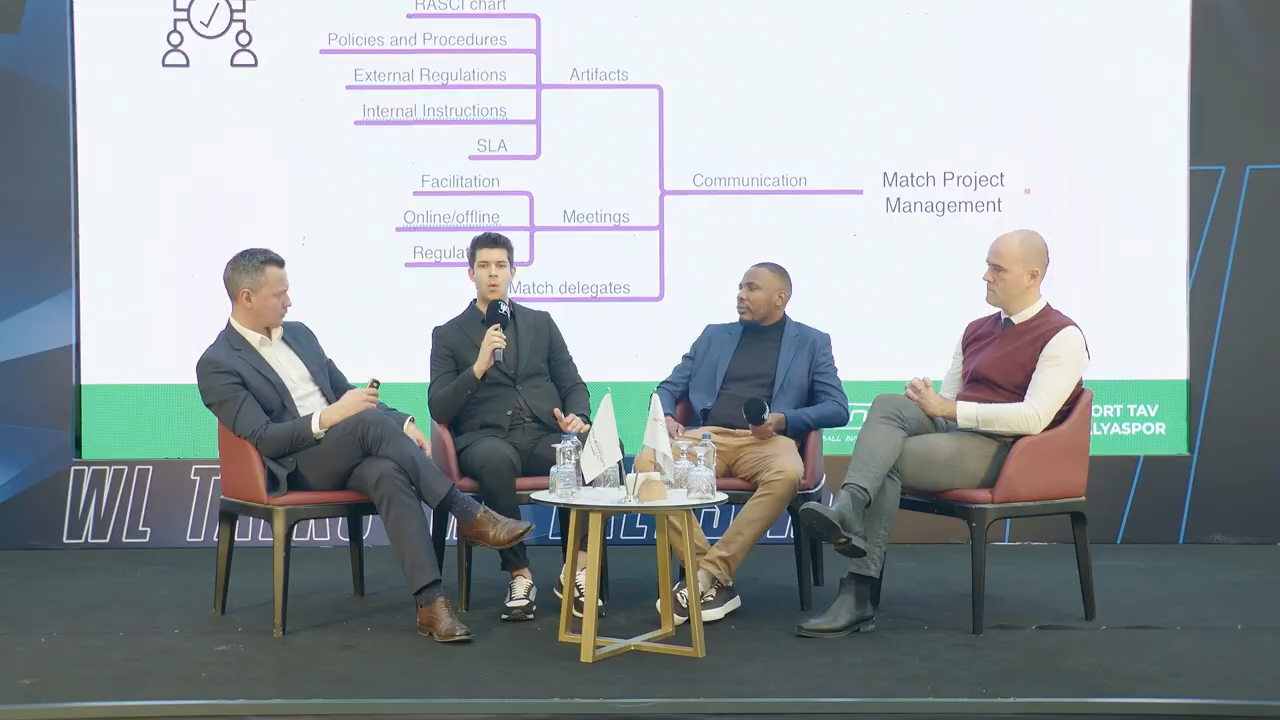 RASCI chart
Policies and Procedures
External Regulations
Artifacts
Internal Instructions
SLA
Facilitation
Communication
Match Project
Management
Online/offline
Meetings
Match delegates
ORT TAV
LYASPOR
WL